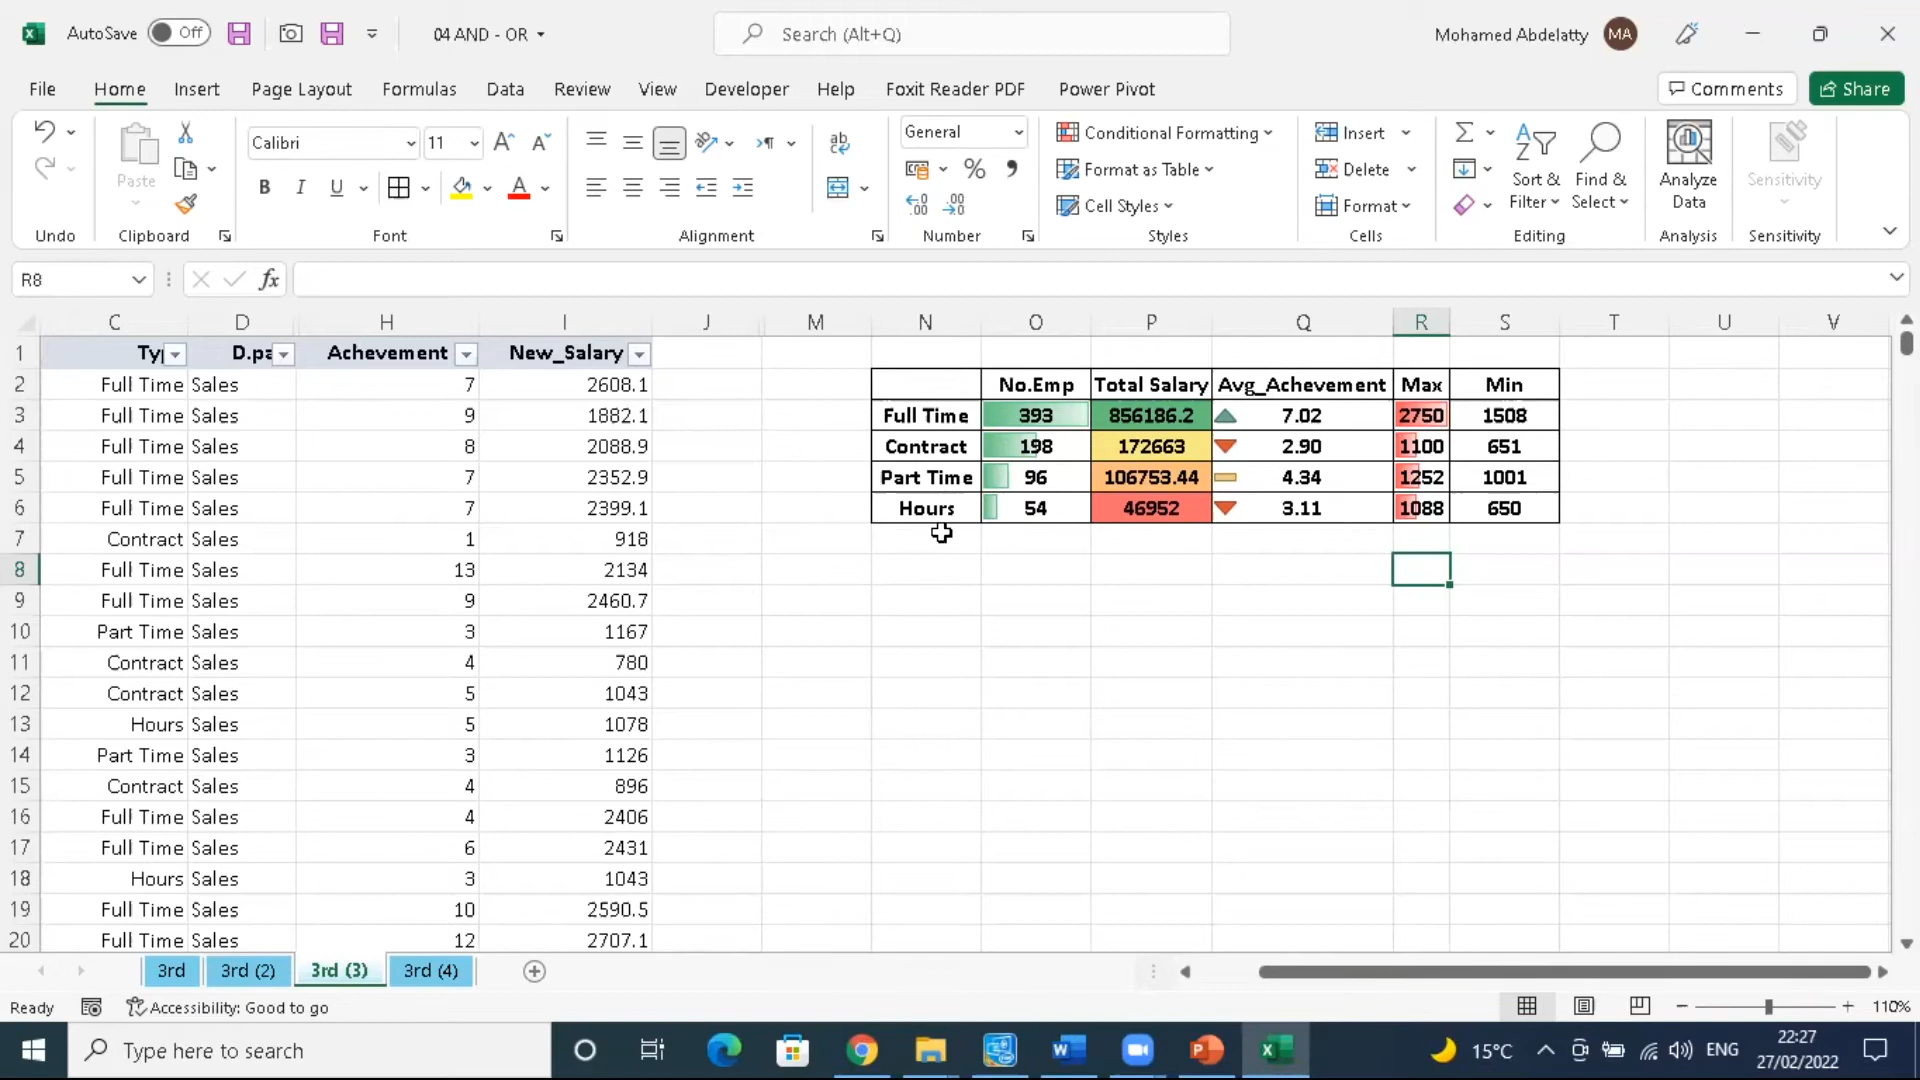 AutoSave Off 04 AND - OR Search (Alt+Q) Mohamed Abdelatty MA
File Home Insert Page Layout Formulas Data Review View Developer Help Foxit Reader PDF Power Pivot Comments Share
Calibri 11 General Conditional Formatting Insert
Paste Format as Table Delete Sort & Find & Analyze Sensitivity
Cell Styles Format Filter Select Data
Undo Clipboard Font Alignment Number Styles Cells Editing Analysis Sensitivity
R8 fx
C D H I J M N O P Q R S T U V
1 Typ D.pa Achevement New_Salary
2 Full Time Sales 7 2608.1 No.Emp Total Salary Avg_Achevement Max Min
3 Full Time Sales 9 1882.1 Full Time 393 856186.2 7.02 2750 1508
4 Full Time Sales 8 2088.9 Contract 198 172663 2.90 1100 651
5 Full Time Sales 7 2352.9 Part Time 96 106753.44 4.34 1252 1001
6 Full Time Sales 7 2399.1 Hours 54 46952 3.11 1088 650
7 Contract Sales 1 918
8 Full Time Sales 13 2134
9 Full Time Sales 9 2460.7
10 Part Time Sales 3 1167
11 Contract Sales 4 780
12 Contract Sales 5 1043
13 Hours Sales 5 1078
14 Part Time Sales 3 1126
15 Contract Sales 4 896
16 Full Time Sales 4 2406
17 Full Time Sales 6 2431
18 Hours Sales 3 1043
19 Full Time Sales 10 2590.5
20 Full Time Sales 12 2707.1
3rd 3rd (2) 3rd (3) 3rd (4)
Ready Accessibility: Good to go 110%
Type here to search 15°C ENG 22:27
27/02/2022